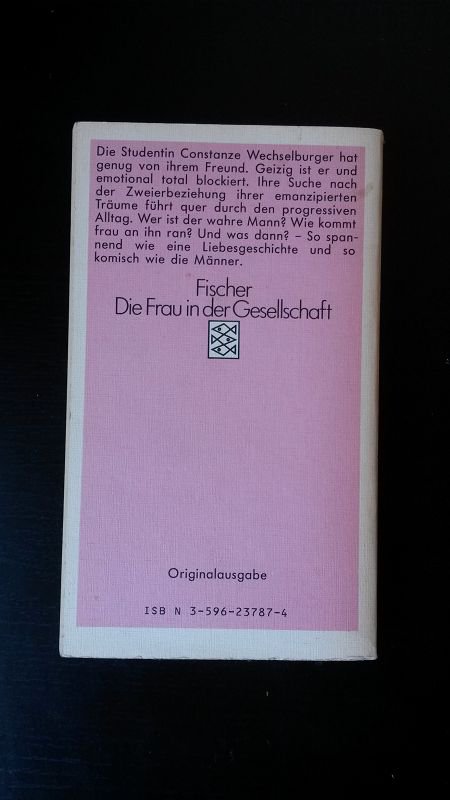 Die Studentin Constanze Wechselburger hat
genug von ihrem Freund. Geizig ist er und
emotional total blockiert. Ihre Suche nach
der Zweierbeziehung ihrer emanzipierten
Träume führt quer durch den progressiven
Alltag. Wer ist der wahre Mann? Wie kommt
frau an ihn ran? Und was dann? – So span-
nend wie eine Liebesgeschichte und so
komisch wie die Männer.
Fischer
Die Frau in der Gesellschaft
Originalausgabe
ISB N 3-596-23787-4